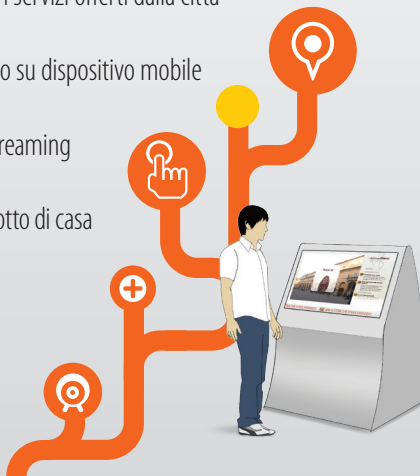 i servizi offerti dalla città
o su dispositivo mobile
reaming
otto di casa